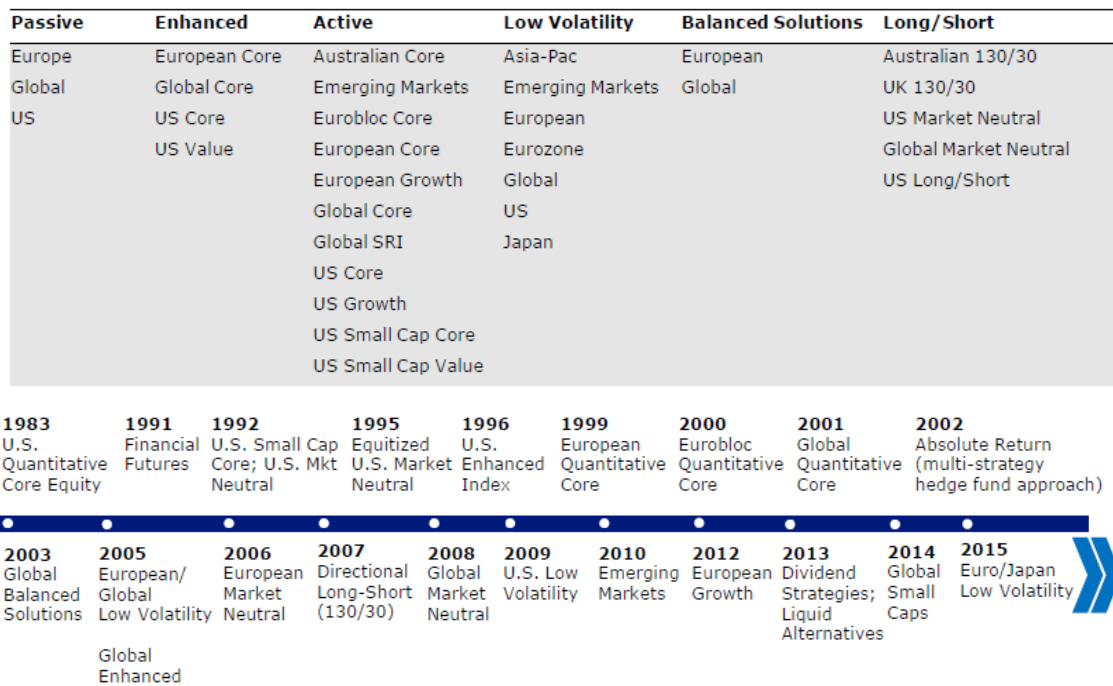 Passive Enhanced Active Low Volatility Balanced Solutions Long/Short
Europe European Core Australian Core Asia-Pac European Australian 130/30
Global Global Core Emerging Markets Emerging Markets Global UK 130/30
US US Core Eurobloc Core European US Market Neutral
US Value European Core Eurozone Global Market Neutral
European Growth Global US Long/Short
Global Core US
Global SRI Japan
US Core
US Growth
US Small Cap Core
US Small Cap Value
1983
U.S.
Quantitative
Core Equity
1991
Financial
Futures
1992
U.S. Small Cap
Core; U.S. Mkt
Neutral
1995
Equitized
U.S. Market
Neutral
1996
U.S.
Enhanced
Index
1999
European
Quantitative
Core
2000
Eurobloc
Quantitative
Core
2001
Global
Quantitative
Core
2002
Absolute Return
(multi-strategy
hedge fund approach)
2003
Global
Balanced
Solutions
2005
European/
Global
Low Volatility
Global
Enhanced
2006
European
Market
Neutral
2007
Directional
Long-Short
(130/30)
2008
Global
Market
Neutral
2009
U.S. Low
Volatility
2010
Emerging
Markets
2012
European
Growth
2013
Dividend
Strategies;
Liquid
Alternatives
2014
Global
Small
Caps
2015
Euro/Japan
Low Volatility